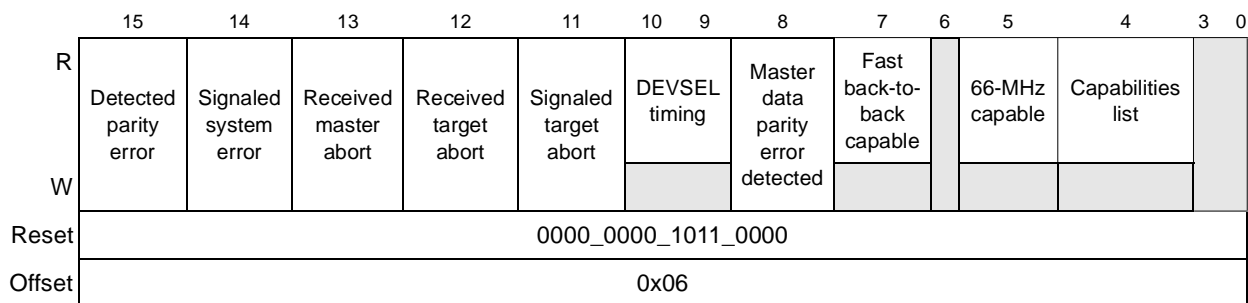 15 14 13 12 11 10 9 8 7 6 5 4 3 0
R
W
Detected
parity
error
Signaled
system
error
Received
master
abort
Received
target
abort
Signaled
target
abort
DEVSEL
timing
Master
data
parity
error
detected
Fast
back-to-
back
capable
66-MHz
capable
Capabilities
list
Reset 0000_0000_1011_0000
Offset 0x06